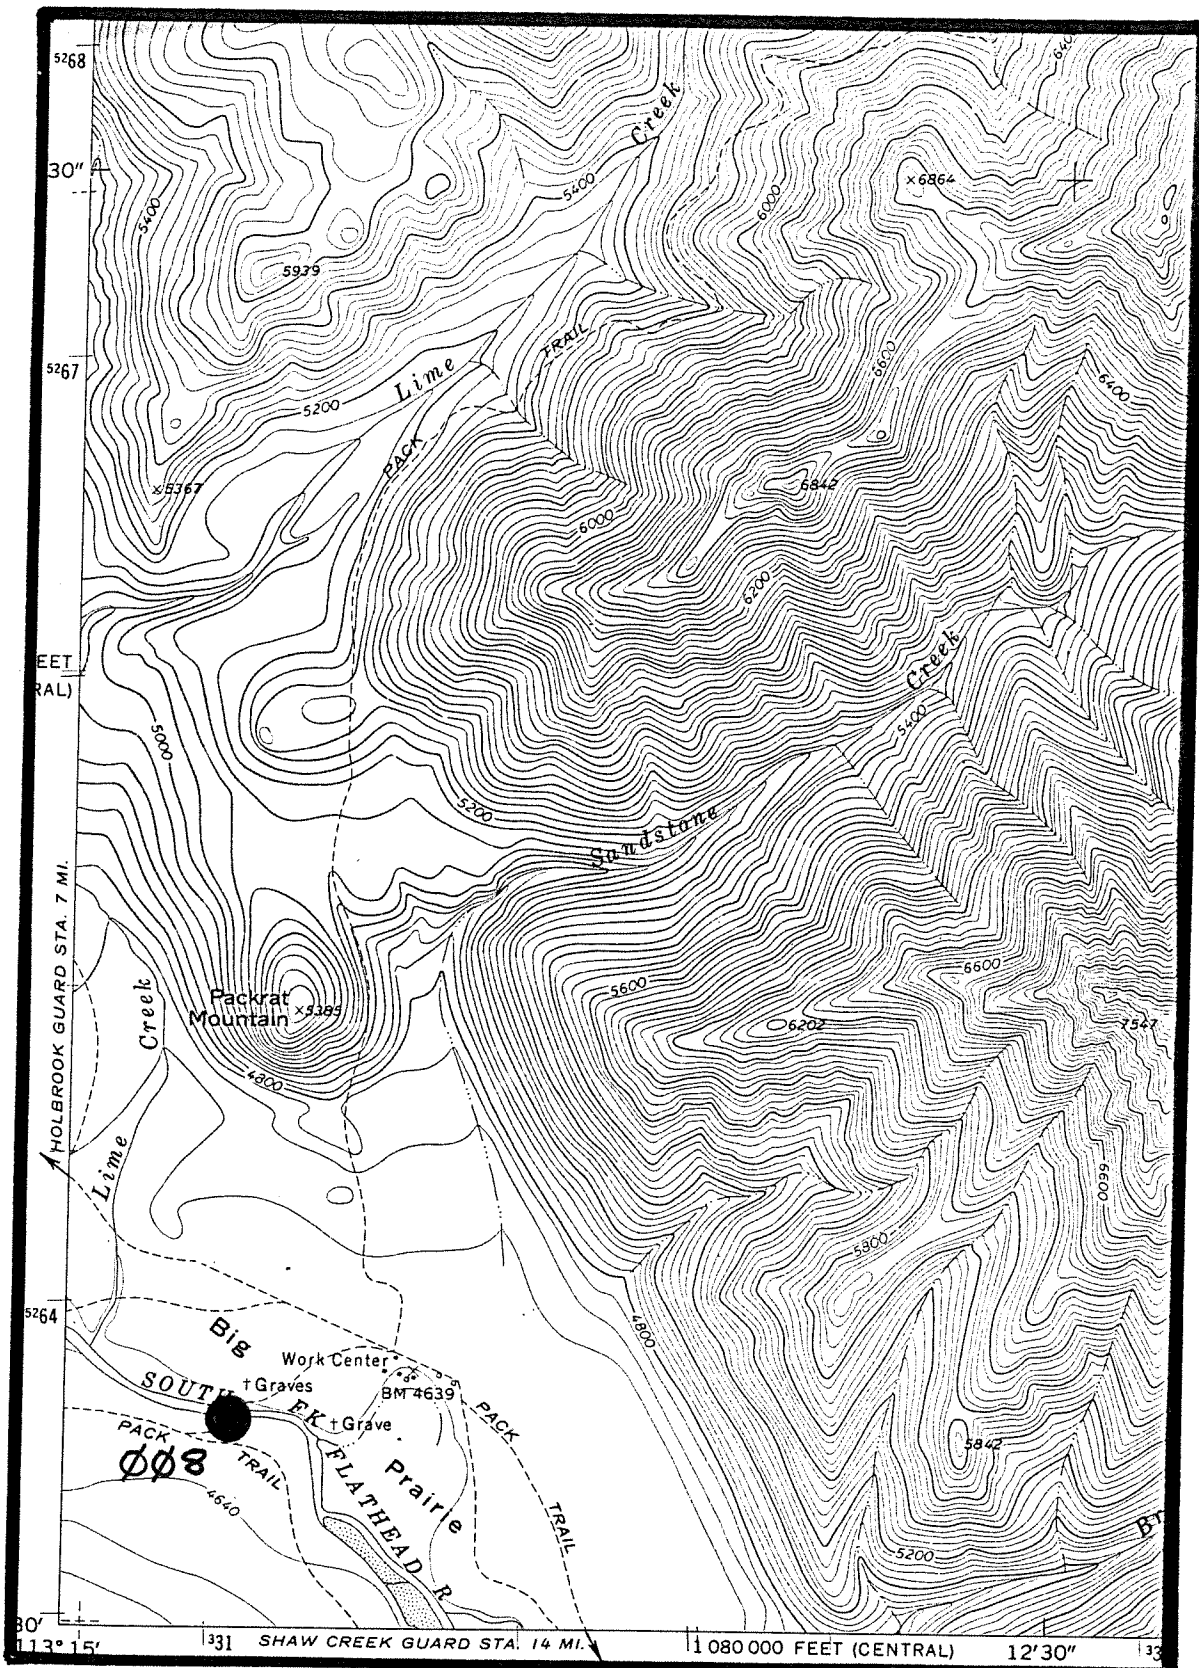 5268
Creek
640
30"
5400
×6864
5400
6000
5939
TRAIL
6600
5267
Lime
6400
5200
PACK
×5367
6842
6000
6200
EET
RAL)
Creek
5400
5000
5200
Sandstone
HOLBROOK GUARD STA. 7 MI.
5600
6600
Packrat
Mountain
×5385
6202
7547
Creek
4800
Lime
6600
5800
5264
Big
4800
Work Center
†Graves
BM 4639
SOUTH FK FLATHEAD R
†Grave
PACK TRAIL
PACK TRAIL
ØØ8
Prairie
4640
5842
Br
5200
30'
113° 15'
331
SHAW CREEK GUARD STA. 14 MI.
1 080 000 FEET (CENTRAL)
12'30"
33